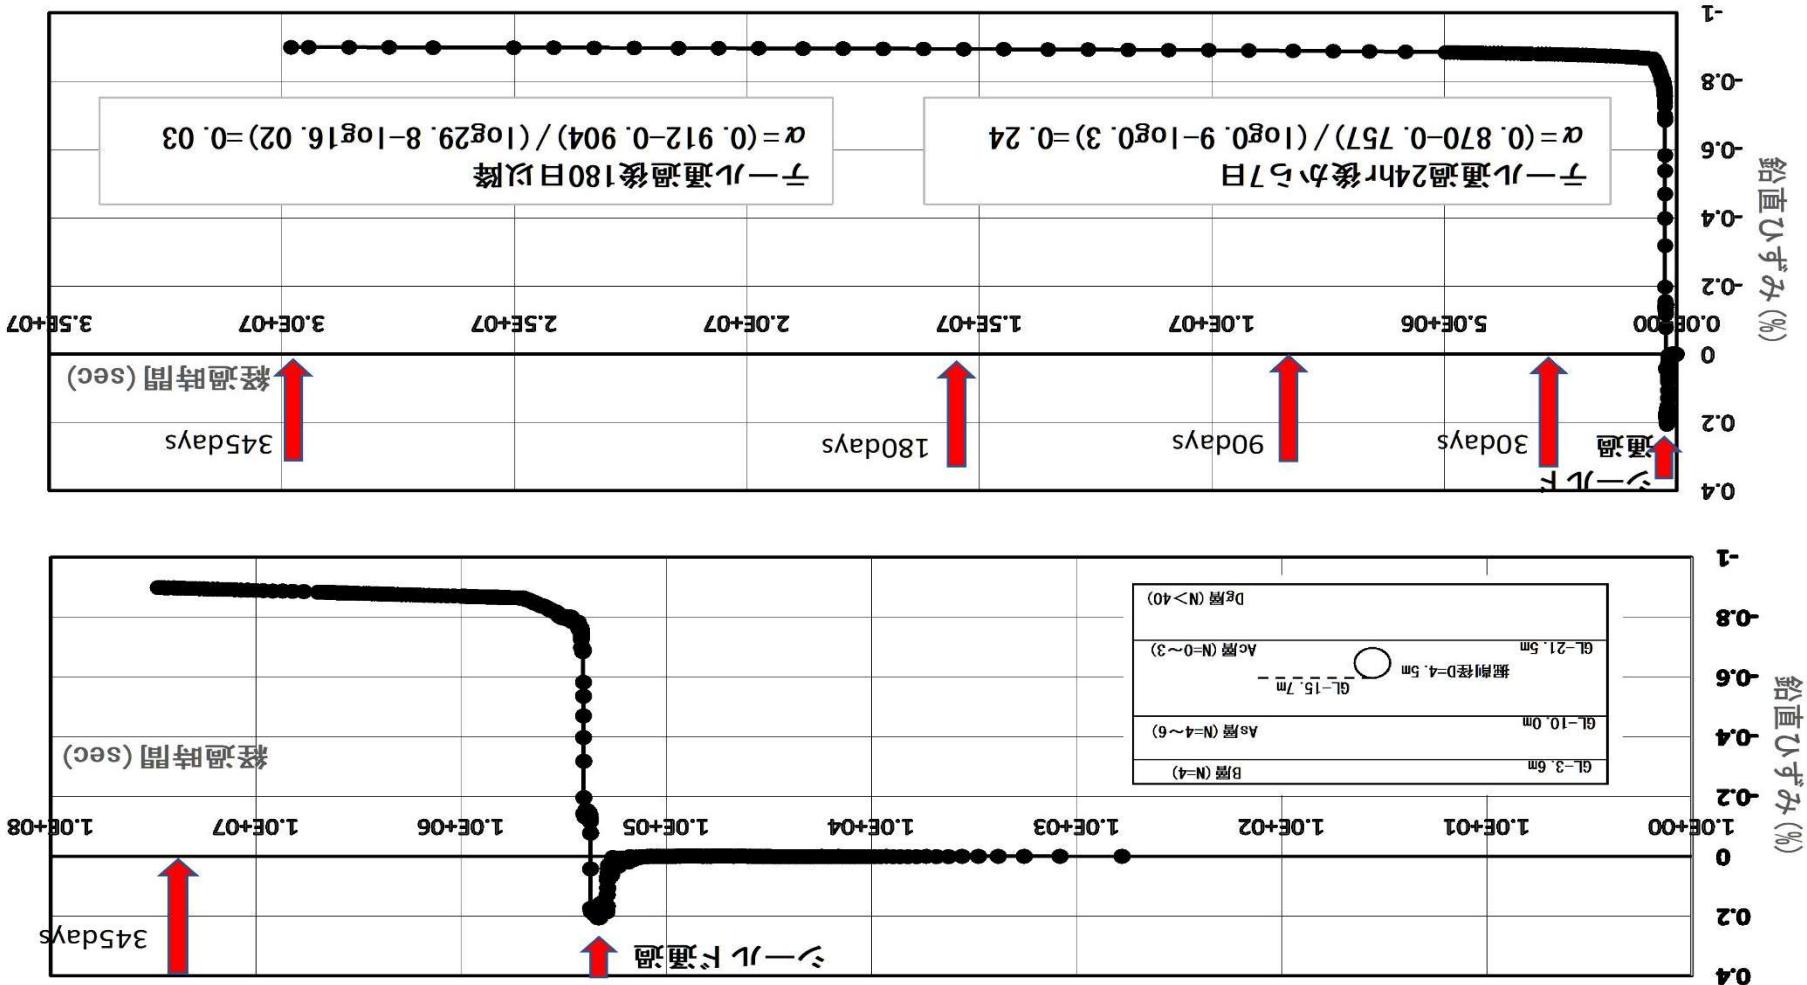 鉛直ひずみ (%)
0.4
0.2
0
-0.2
-0.4
-0.6
-0.8
-1
シールド通過
345days
1.0E+00
1.0E+01
1.0E+02
1.0E+03
1.0E+04
1.0E+05
1.0E+06
1.0E+07
1.0E+08
経過時間 (sec)
GL-3.6m
B層 (N=4)
GL-10.0m
As層 (N=4~6)
GL-15.7m
掘削径D=4.5m
GL-21.5m
Ac層 (N=0~3)
Dg層 (N>40)
鉛直ひずみ (%)
0.4
0.2
0
-0.2
-0.4
-0.6
-0.8
-1
シールド
通過
30days
90days
180days
345days
経過時間 (sec)
0.0E+00
5.0E+06
1.0E+07
1.5E+07
2.0E+07
2.5E+07
3.0E+07
3.5E+07
テール通過24hr後から7日
α=(0.870-0.757)/(log0.9-log0.3)=0.24
テール通過後180日以降
α=(0.912-0.904)/(log29.8-log16.02)=0.03